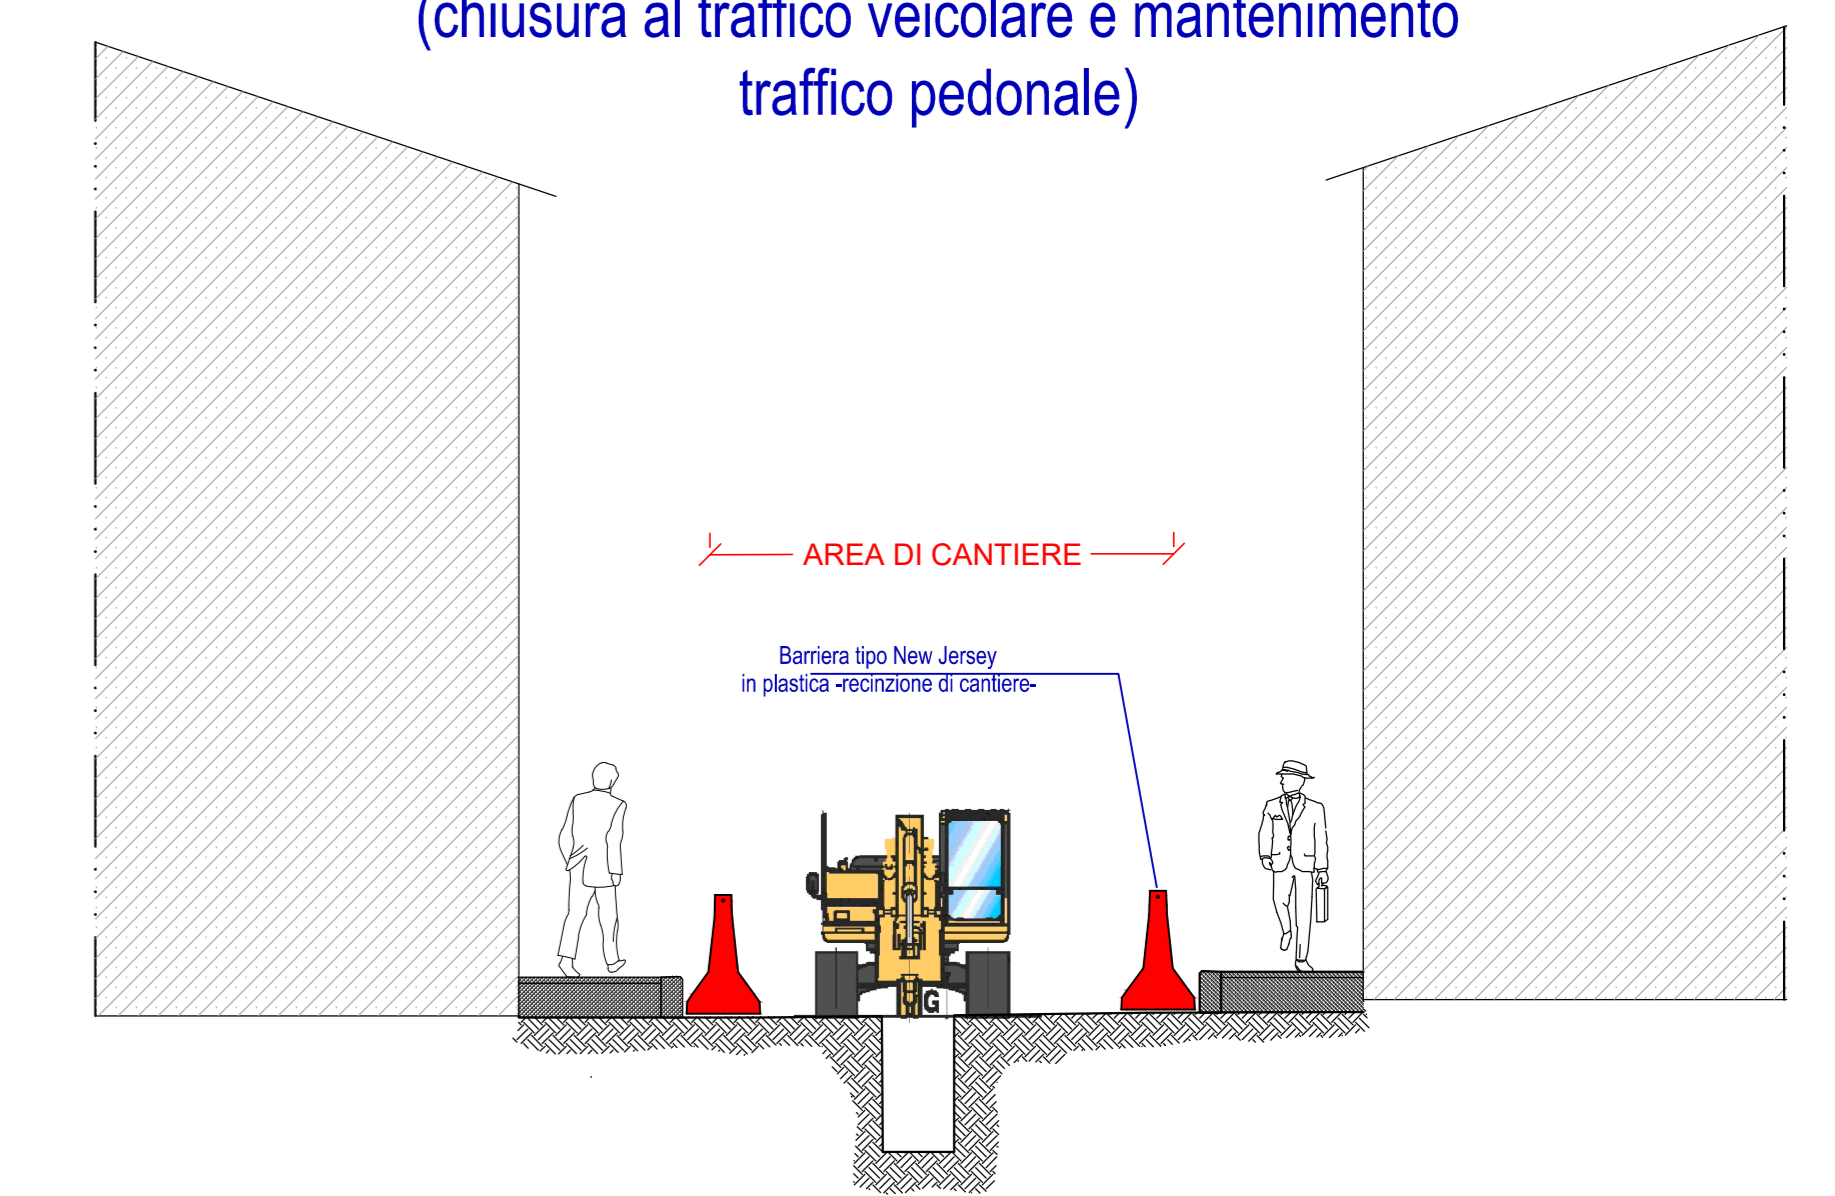 (chiusura al traffico veicolare e mantenimento
traffico pedonale)
AREA DI CANTIERE
Barriera tipo New Jersey
in plastica -recinzione di cantiere-
G